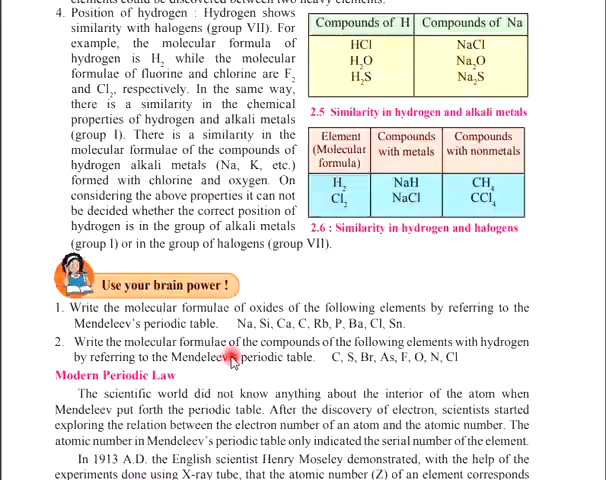 elements could be discovered between two heavy elements.
4. Position of hydrogen : Hydrogen shows
similarity with halogens (group VII). For
example, the molecular formula of
hydrogen is H₂ while the molecular
formulae of fluorine and chlorine are F₂
and Cl₂, respectively. In the same way,
there is a similarity in the chemical
properties of hydrogen and alkali metals
(group I). There is a similarity in the
molecular formulae of the compounds of
hydrogen alkali metals (Na, K, etc.)
formed with chlorine and oxygen. On
considering the above properties it can not
be decided whether the correct position of
hydrogen is in the group of alkali metals
(group I) or in the group of halogens (group VII).
Compounds of H Compounds of Na
HCl NaCl
H₂O Na₂O
H₂S Na₂S
2.5 Similarity in hydrogen and alkali metals
Element Compounds Compounds
(Molecular with metals with nonmetals
formula)
H₂ NaH CH₄
Cl₂ NaCl CCl₄
2.6 : Similarity in hydrogen and halogens
Use your brain power !
1. Write the molecular formulae of oxides of the following elements by referring to the
Mendeleev's periodic table. Na, Si, Ca, C, Rb, P, Ba, Cl, Sn.
2. Write the molecular formulae of the compounds of the following elements with hydrogen
by referring to the Mendeleev's periodic table. C, S, Br, As, F, O, N, Cl
Modern Periodic Law
The scientific world did not know anything about the interior of the atom when
Mendeleev put forth the periodic table. After the discovery of electron, scientists started
exploring the relation between the electron number of an atom and the atomic number. The
atomic number in Mendeleev's periodic table only indicated the serial number of the element.
In 1913 A.D. the English scientist Henry Moseley demonstrated, with the help of the
experiments done using X-ray tube, that the atomic number (Z) of an element corresponds